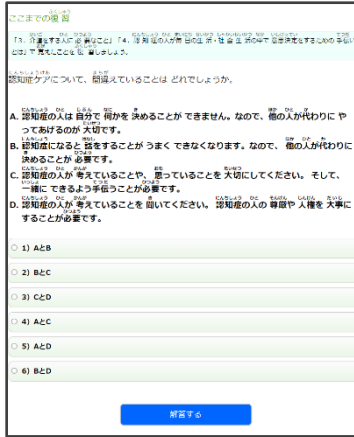 ここまでの復習
「3．介護をする人に必要なこと」「4．認知症の人が毎日の生活・社会生活の中で意思決定をするための手伝い
とは」で覚えたことを復習しましょう。
認知症ケアについて、間違えていることは どれでしょうか。
A. 認知症の人は 自分で 何かを 決めることが できません。なので、他の人が代わりに や
ってあげるのが 大切です。
B. 認知症になると 話をすることが うまく できなくなります。なので、 他の人が代わりに
決めることが 必要です。
C. 認知症の人が 考えていることや、 思っていることを 大切にしてください。 そして、
一緒に できるよう手伝うことが必要です。
D. 認知症の人が 考えていることを 聞いてください。 認知症の人の 尊厳や 人権を 大事に
することが必要です。
1) AとB
2) BとC
3) CとD
4) AとC
5) AとD
6) BとD
解答する